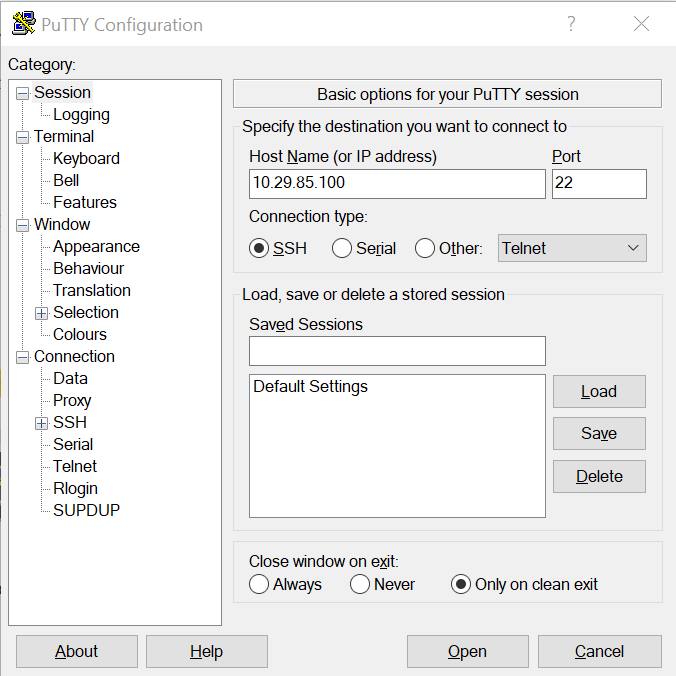 PuTTY Configuration
?
Category:
Session
Logging
Terminal
Keyboard
Bell
Features
Window
Appearance
Behaviour
Translation
Selection
Colours
Connection
Data
Proxy
SSH
Serial
Telnet
Rlogin
SUPDUP
Basic options for your PuTTY session
Specify the destination you want to connect to
Host Name (or IP address) Port
10.29.85.100 22
Connection type:
SSH Serial Other: Telnet
Load, save or delete a stored session
Saved Sessions
Default Settings
Load
Save
Delete
Close window on exit:
Always Never Only on clean exit
About Help Open Cancel